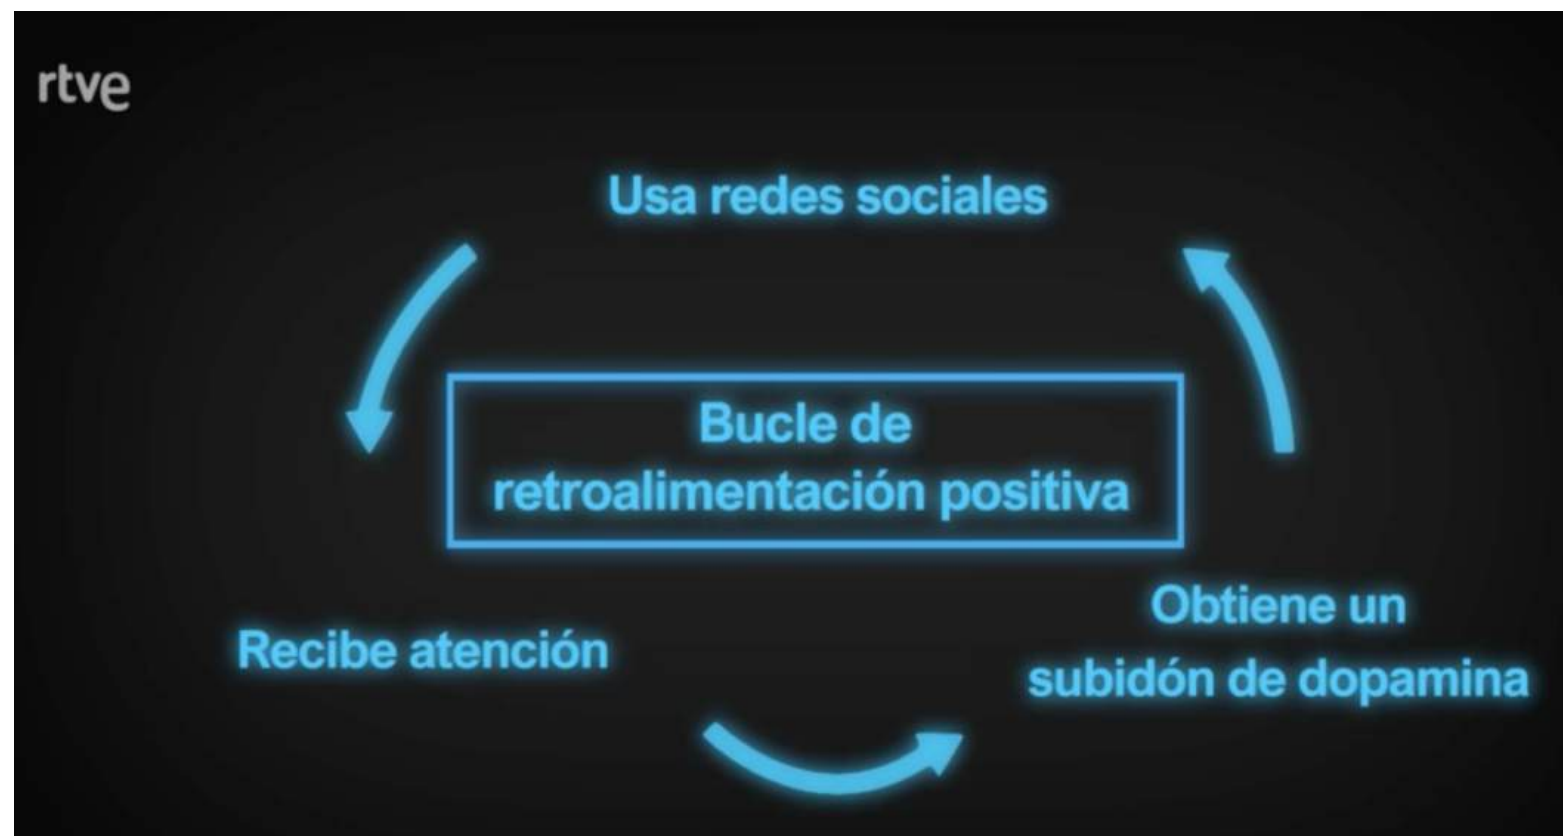 rtve
Usa redes sociales
Bucle de
retroalimentación positiva
Recibe atención
Obtiene un
subidón de dopamina